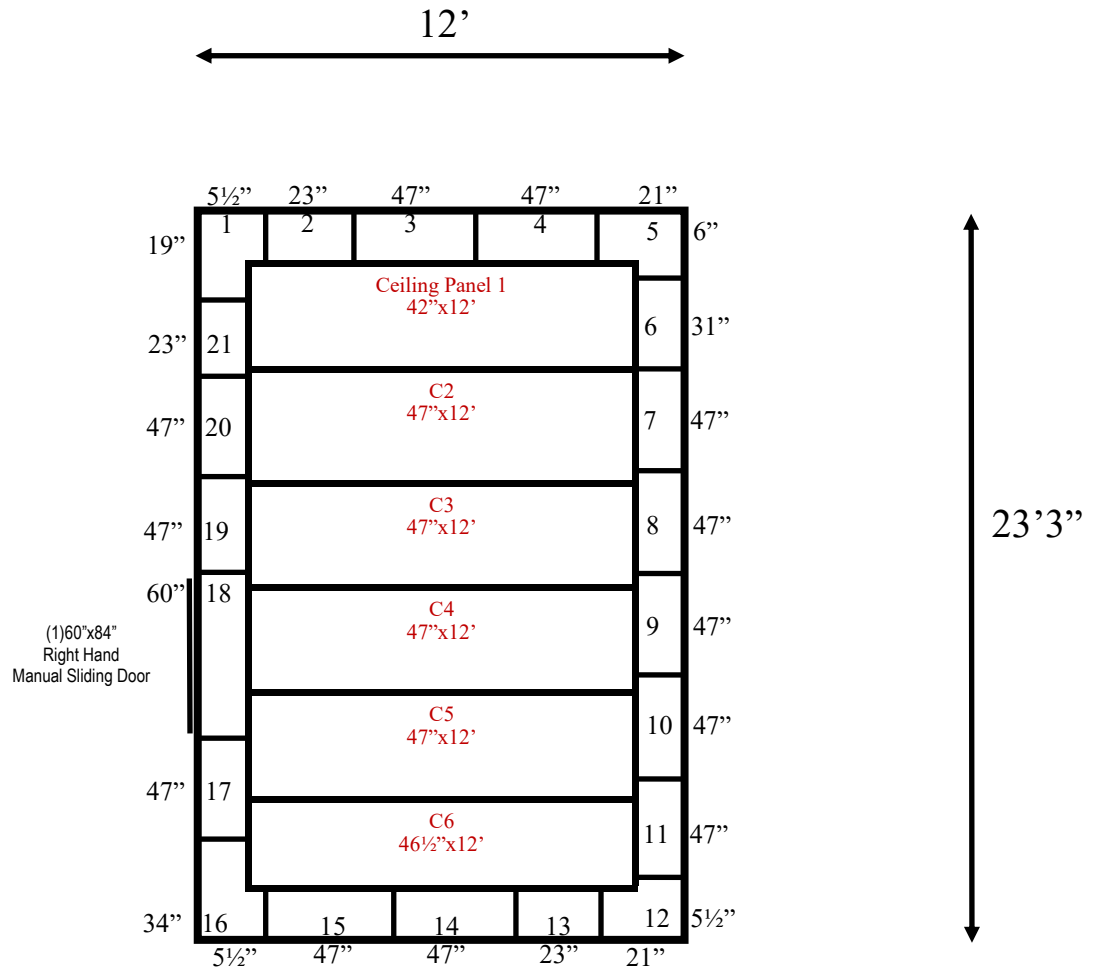 12’
5½” 23” 47” 47” 21”
1 2 3 4 5
19” 6”
Ceiling Panel 1
42”x12’
6 31”
23” 21
C2
47”x12’
7 47”
47” 20
C3
47”x12’
8 47”
47” 19
23’3”
60” 18
C4
47”x12’
9 47”
(1)60”x84”
Right Hand
Manual Sliding Door
C5
47”x12’
10 47”
47” 17
C6
46½”x12’
11 47”
34” 16 15 14 13 12 5½”
5½” 47” 47” 23” 21”